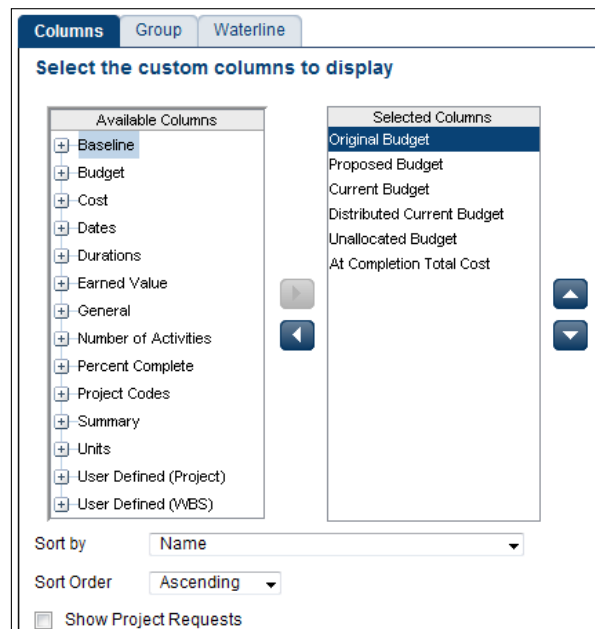 Columns Group Waterline
Select the custom columns to display
Available Columns
Baseline
Budget
Cost
Dates
Durations
Earned Value
General
Number of Activities
Percent Complete
Project Codes
Summary
Units
User Defined (Project)
User Defined (WBS)
Selected Columns
Original Budget
Proposed Budget
Current Budget
Distributed Current Budget
Unallocated Budget
At Completion Total Cost
Sort by Name
Sort Order Ascending
Show Project Requests